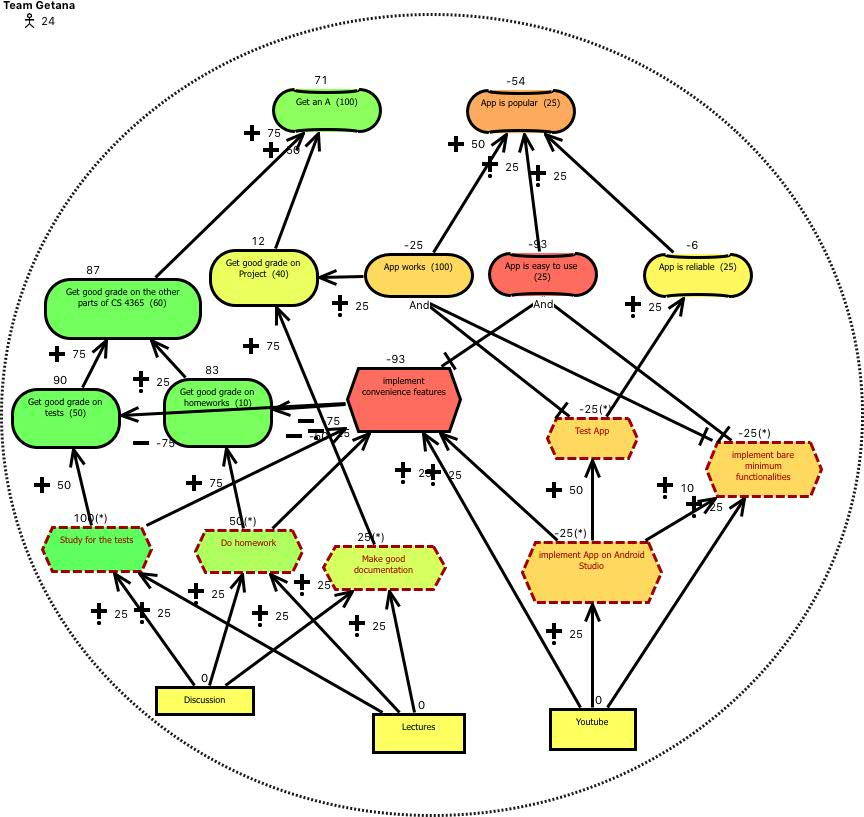 Team Getana
24
71
Get an A (100)
-54
App is popular (25)
75
50
50
25
25
12
Get good grade on
Project (40)
-25
App works (100)
-93
App is easy to use
(25)
-6
App is reliable (25)
87
Get good grade on the other
parts of CS 4365 (60)
And
And
25
25
75
75
25
-93
implement
convenience features
90
Get good grade on
tests (50)
83
Get good grade on
homeworks (10)
-75
-25(*)
Test App
-25(*)
implement bare
minimum
functionalities
50
75
25
50
10
25
100(*)
Study for the tests
50(*)
Do homework
25(*)
Make good
documentation
-25(*)
implement App on Android
Studio
25
25
25
25
25
25
25
0
Discussion
0
Lectures
0
Youtube